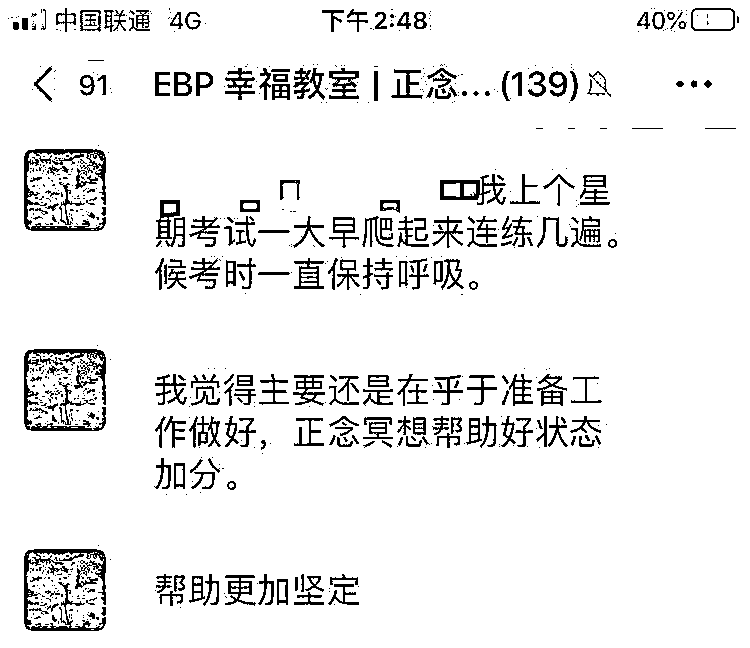 中国联通 4G 下午2:48 40%
91 EBP 幸福教室 | 正念...(139)
我上个星
期考试一大早爬起来连练几遍。
候考时一直保持呼吸。
我觉得主要还是在乎于准备工
作做好，正念冥想帮助好状态
加分。
帮助更加坚定